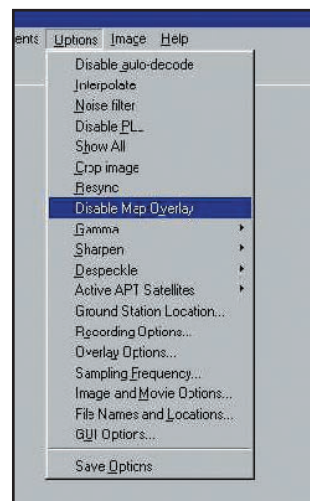 ents Options Image Help
Disable auto-decode
Interpolate
Noise filter
Disable PLL
Show All
Crop image
Resync
Disable Map Overlay
Gamma
Sharpen
Despeckle
Active APT Satellites
Ground Station Location...
Recording Options...
Overlay Options...
Sampling Frequency...
Image and Movie Options...
File Names and Locations...
GUI Options...
Save Options